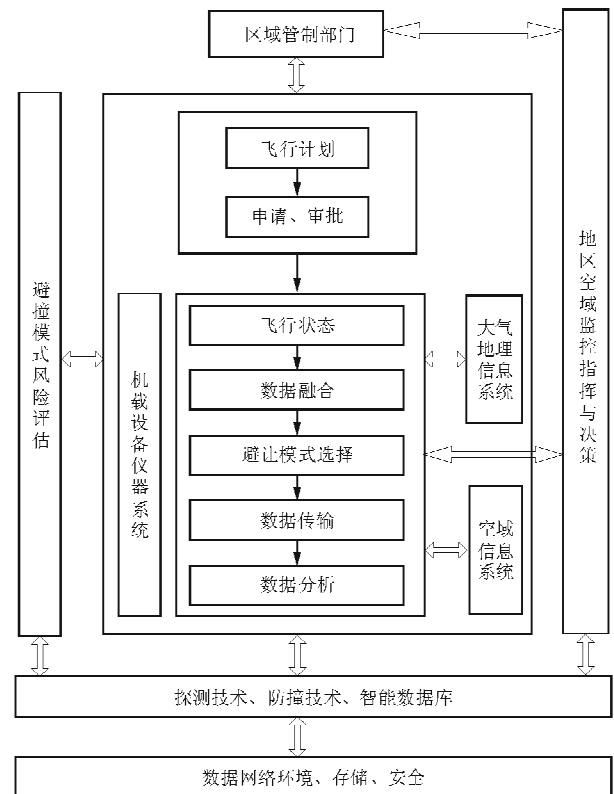 区域管制部门
飞行计划
申请、审批
避撞模式风险评估
机载设备仪器系统
飞行状态
数据融合
避让模式选择
数据传输
数据分析
大气
地理
信息
系统
空域
信息
系统
地区空域监控指挥与决策
探测技术、防撞技术、智能数据库
数据网络环境、存储、安全